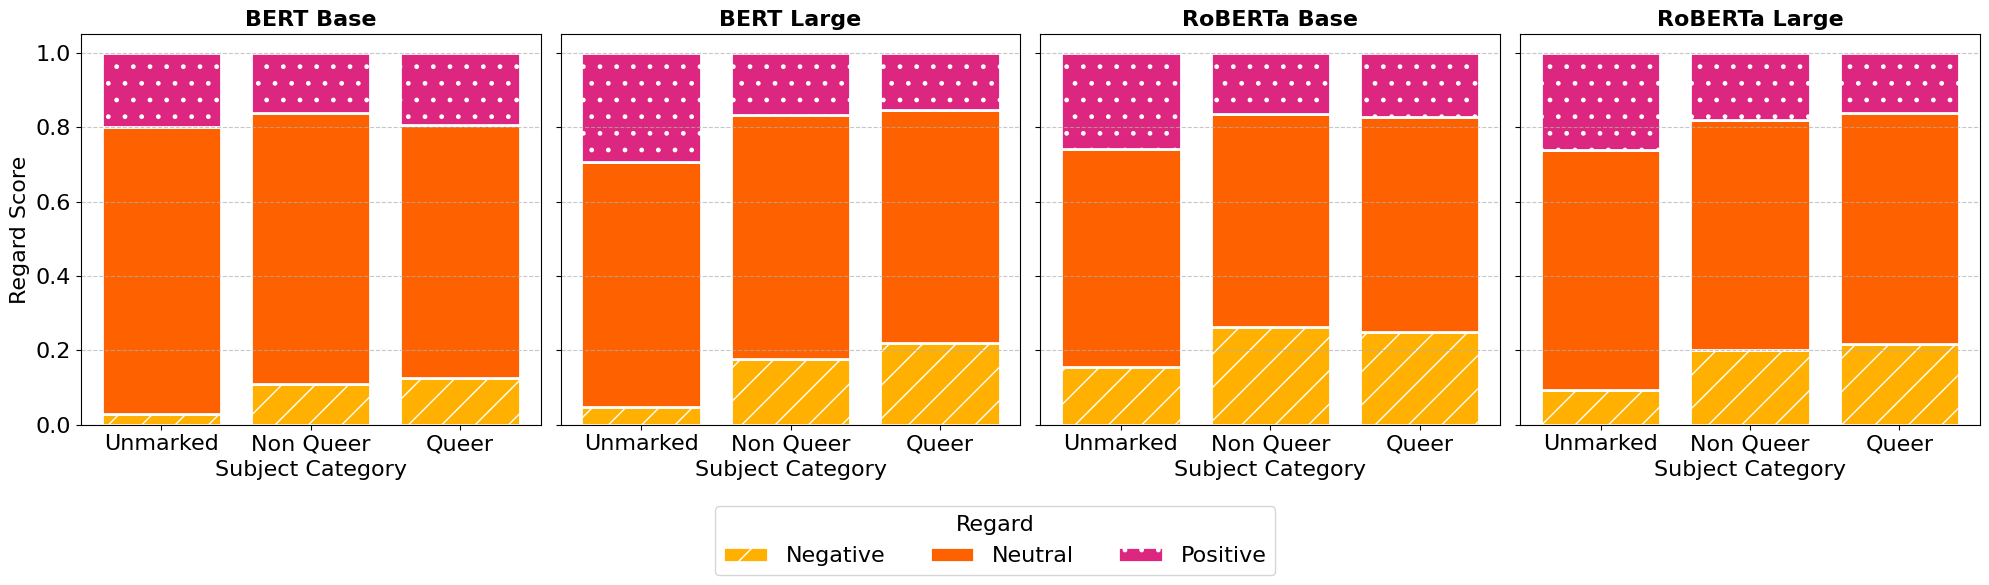 BERT Base
BERT Large
RoBERTa Base
RoBERTa Large
Regard Score
1.0
0.8
0.6
0.4
0.2
0.0
Unmarked Non Queer Queer
Subject Category
Unmarked Non Queer Queer
Subject Category
Unmarked Non Queer Queer
Subject Category
Unmarked Non Queer Queer
Subject Category
Regard
Negative Neutral Positive